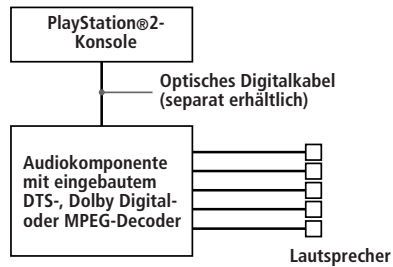 PlayStation®2-
Konsole
Optisches Digitalkabel
(separat erhältlich)
Audiokomponente
mit eingebautem
DTS-, Dolby Digital-
oder MPEG-Decoder
Lautsprecher